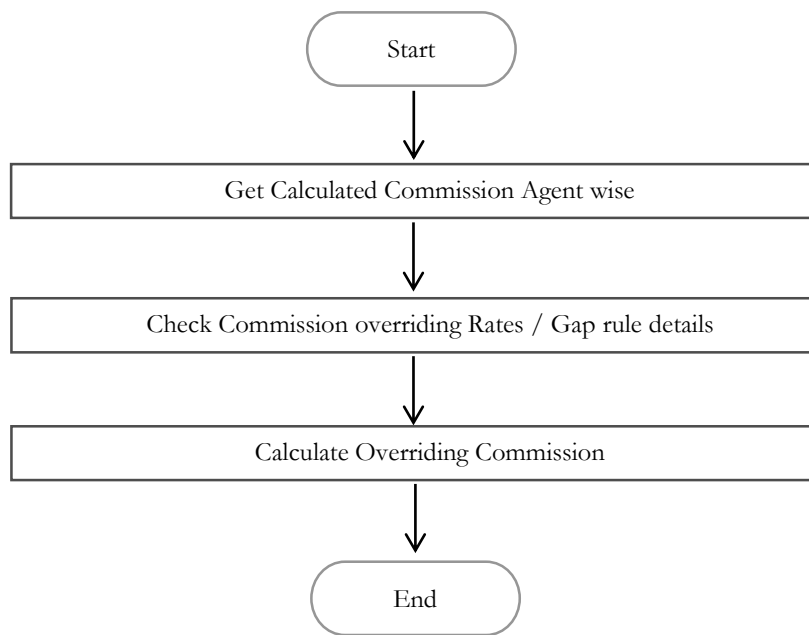 Start
Get Calculated Commission Agent wise
Check Commission overriding Rates / Gap rule details
Calculate Overriding Commission
End